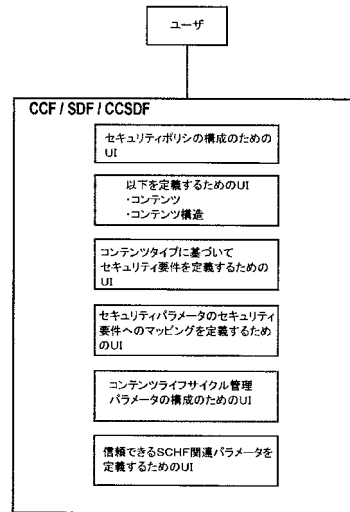 ユーザ
CCF / SDF / CCSDF
セキュリティポリシの構成のための
UI
以下を定義するためのUI
・コンテンツ
・コンテンツ構造
コンテンツタイプに基づいて
セキュリティ要件を定義するための
UI
セキュリティパラメータのセキュリティ
要件へのマッピングを定義するため
のUI
コンテンツライフサイクル管理
パラメータの構成のためのUI
信頼できるSCHF関連パラメータを
定義するためのUI